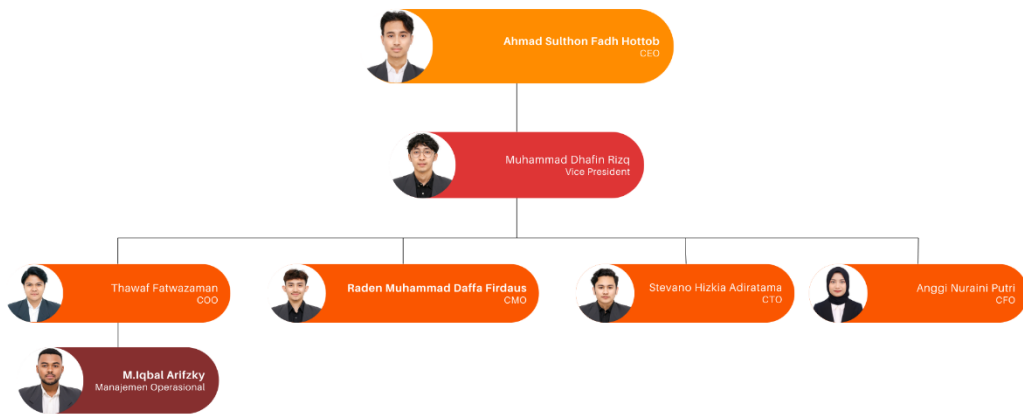 Ahmad Sulthon Fadh Hottob
CEO
Muhammad Dhafin Rizq
Vice President
Thawaf Fatwazaman
COO
Raden Muhammad Daffa Firdaus
CMO
Stevano Hizkia Adiratama
CTO
Anggi Nuraini Putri
CFO
M.Iqbal Arifzky
Manajemen Operasional